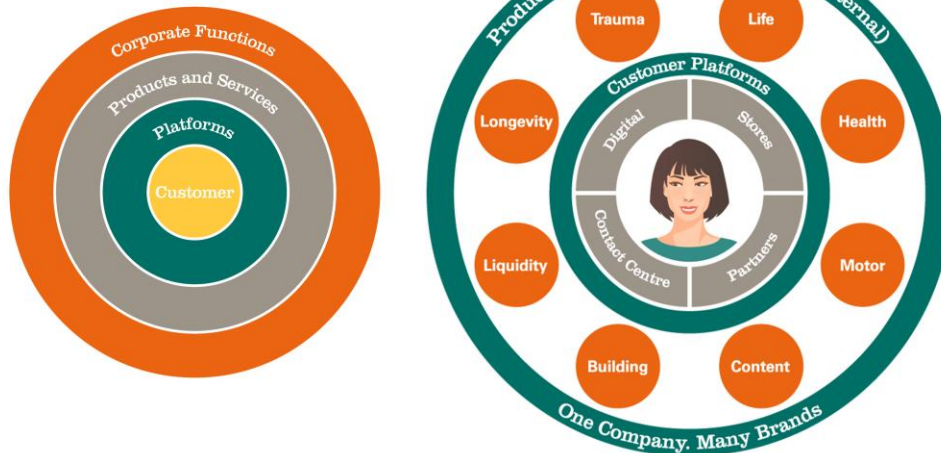 Corporate Functions
Products and Services
Platforms
Customer
Trauma
Life
Longevity
Health
Liquidity
Motor
Building
Content
Customer Platforms
Digital
Stores
Contact Centre
Partners
One Company. Many Brands